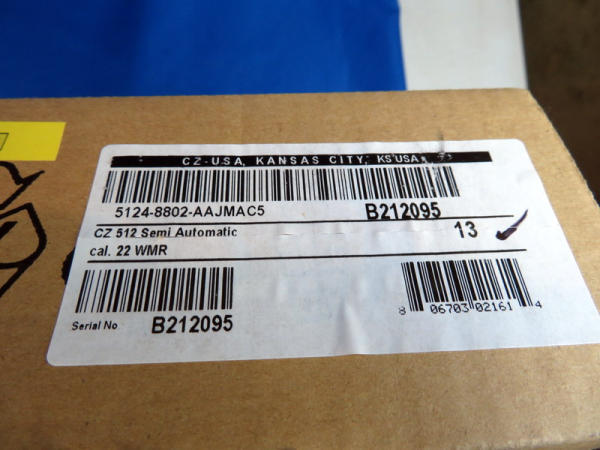 CZ-USA, KANSAS CITY, KS USA
5124-8802-AAJMAC5 B212095
CZ 512 Semi Automatic 13
cal. 22 WMR
Serial No B212095
8 06703 02161 4